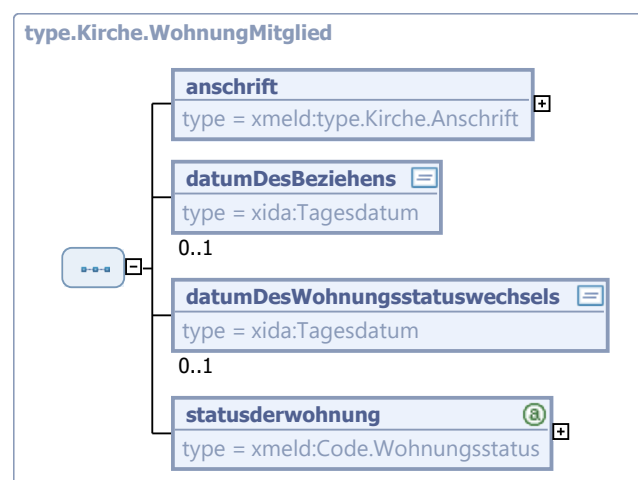 type.Kirche.WohnungMitglied
anschrift
type = xmeld:type.Kirche.Anschrift
datumDesBeziehens
type = xida:Tagesdatum
0..1
datumDesWohnungsstatuswechsels
type = xida:Tagesdatum
0..1
statusderwohnung
a
type = xmeld:Code.Wohnungsstatus